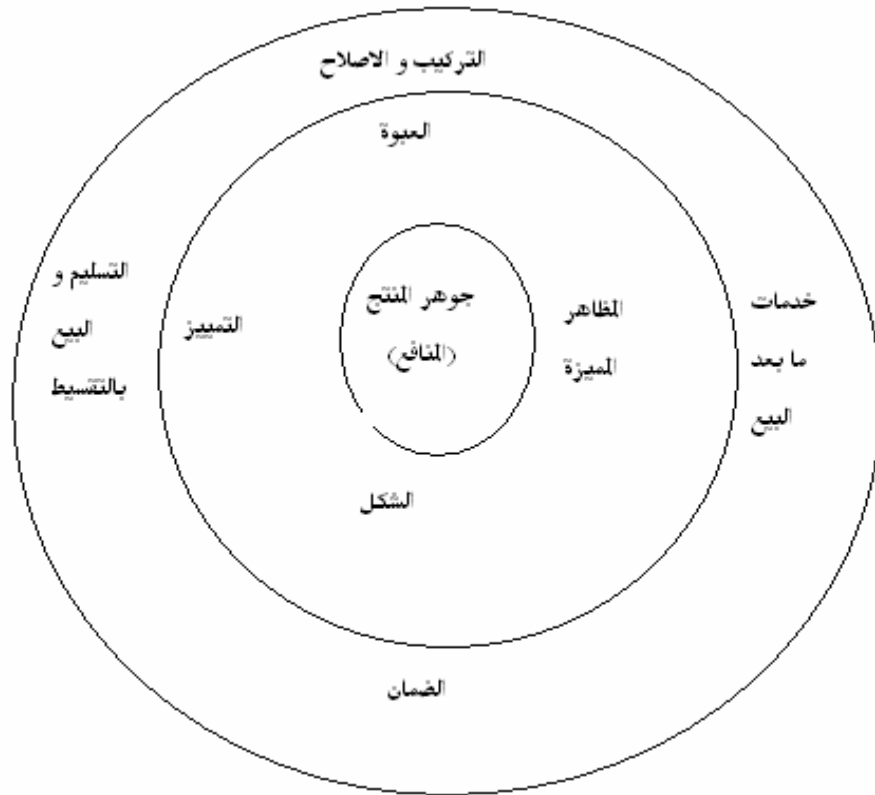 التركيب و الاصلاح
العبوة
جوهر المنتج
(المنافع)
المظاهر
المميزة
التمييز
الشكل
خدمات
ما بعد
البيع
التسليم و
البيع
بالتقسيط
الضمان